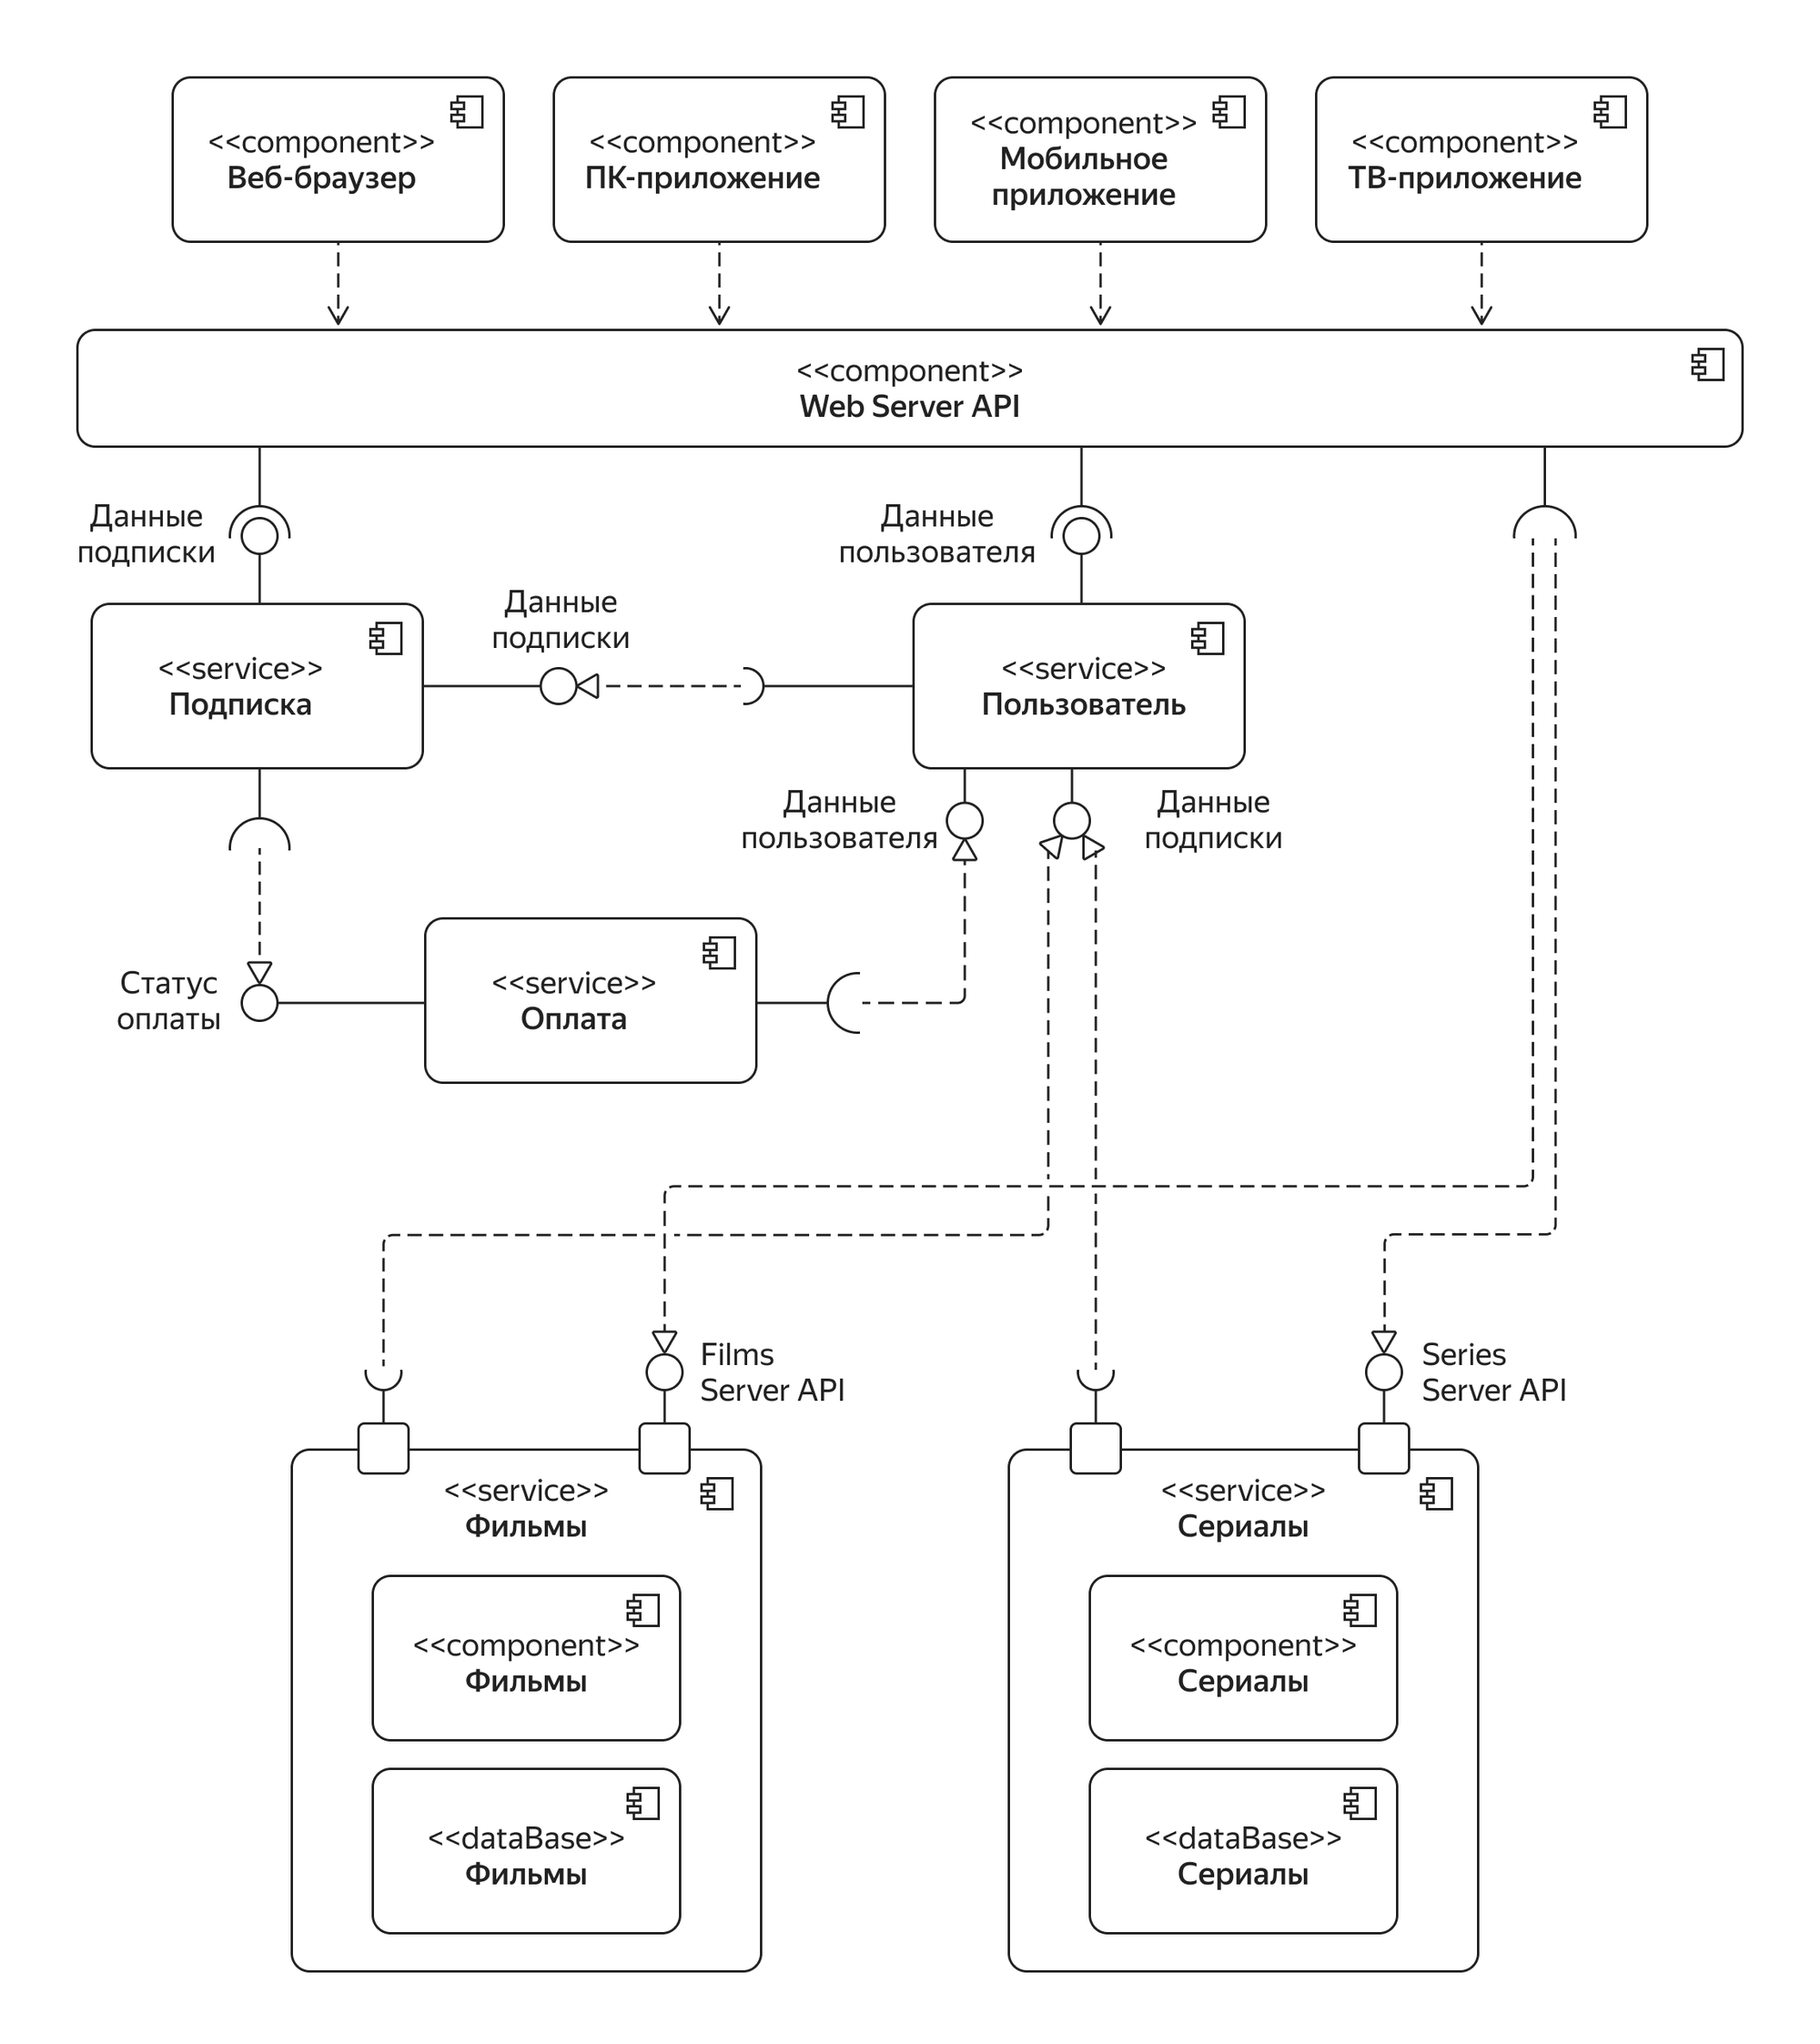 <<component>>
Веб-браузер
<<component>>
ПК-приложение
<<component>>
Мобильное
приложение
<<component>>
ТВ-приложение
<<component>>
Web Server API
Данные
подписки
Данные
пользователя
Данные
подписки
<<service>>
Подписка
<<service>>
Пользователь
Данные
пользователя
Данные
подписки
Статус
оплаты
<<service>>
Оплата
Films
Server API
Series
Server API
<<service>>
Фильмы
<<component>>
Фильмы
<<dataBase>>
Фильмы
<<service>>
Сериалы
<<component>>
Сериалы
<<dataBase>>
Сериалы